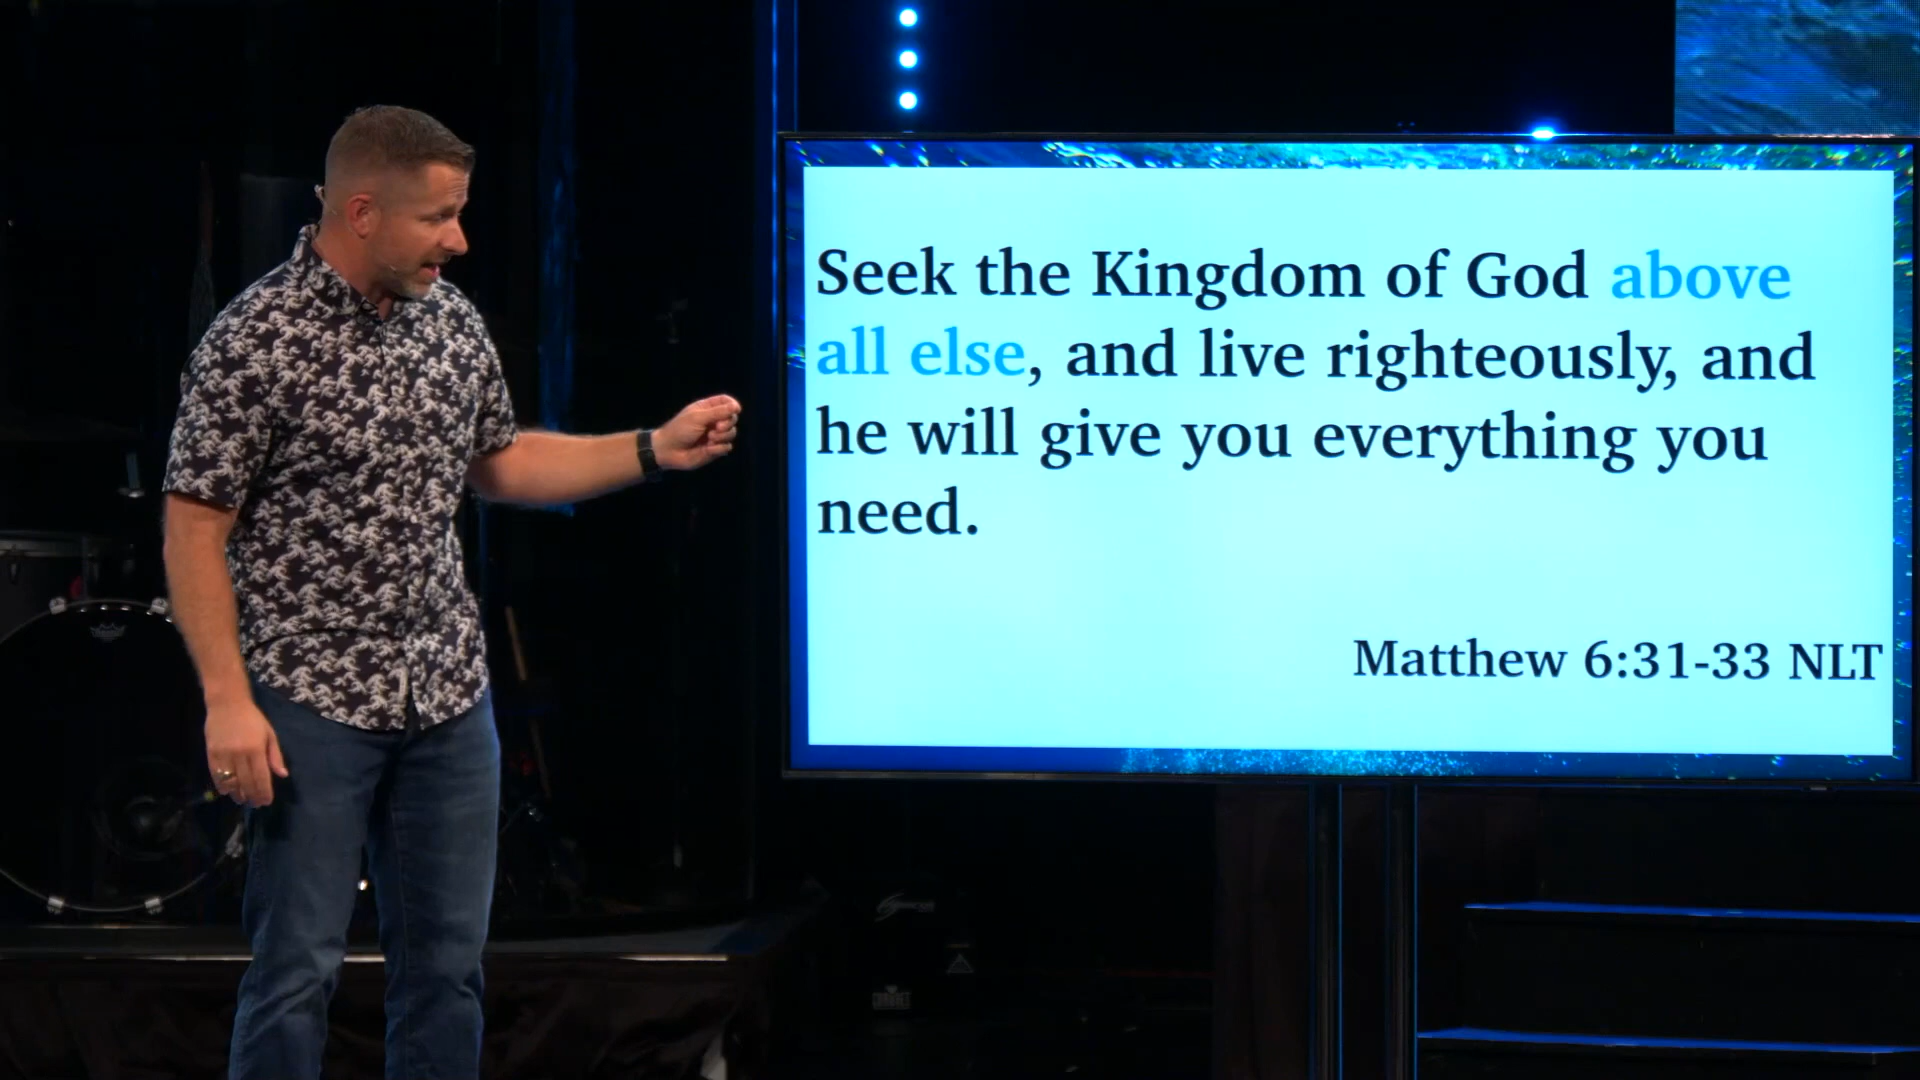 Seek the Kingdom of God above
all else, and live righteously, and
he will give you everything you
need.
Matthew 6:31-33 NLT
CHAUVET